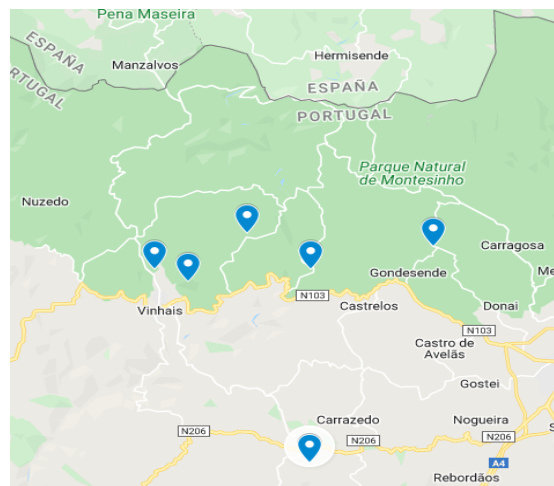 Pena Maseira
ESPAÑA
PORTUGAL
Manzalvos
Hermisende
ESPAÑA
PORTUGAL
Parque Natural
de Montesinho
Nuzedo
Carragosa
Gondesende
Me
Vinhais
N103
Castrelos
Donai
N103
Castro de
Avelãs
Gostei
Carrazedo
Nogueira
N206
N206
N206
S
A4
Rebordãos